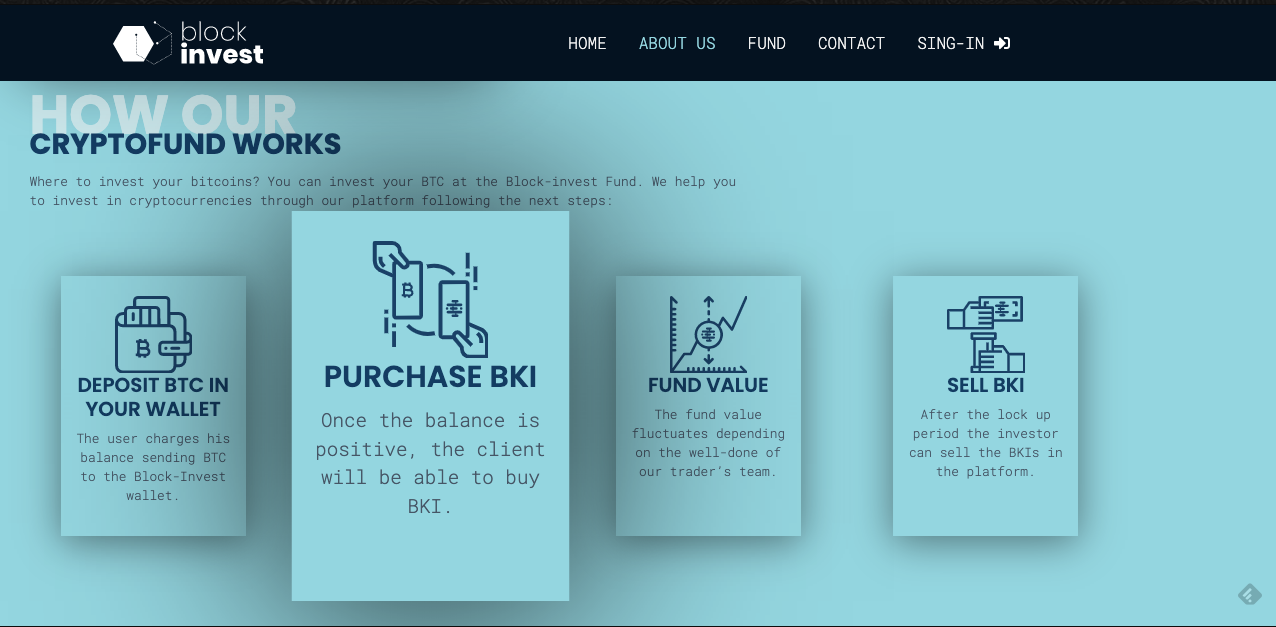 block
invest
HOME
ABOUT US
FUND
CONTACT
SING-IN
HOW OUR
CRYPTOFUND WORKS
Where to invest your bitcoins? You can invest your BTC at the Block-invest Fund. We help you
to invest in cryptocurrencies through our platform following the next steps:
DEPOSIT BTC IN
YOUR WALLET
The user charges his
balance sending BTC
to the Block-Invest
wallet.
PURCHASE BKI
Once the balance is
positive, the client
will be able to buy
BKI.
FUND VALUE
The fund value
fluctuates depending
on the well-done of
our trader’s team.
SELL BKI
After the lock up
period the investor
can sell the BKIs in
the platform.